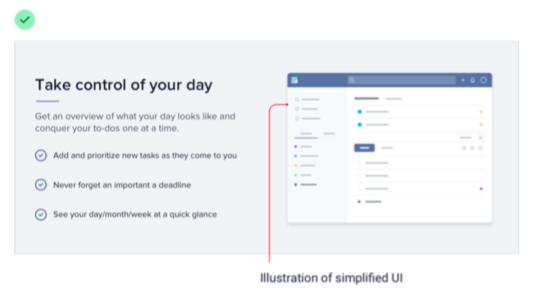 Take control of your day
Get an overview of what your day looks like and
conquer your to-dos one at a time.
Add and prioritize new tasks as they come to you
Never forget an important a deadline
See your day/month/week at a quick glance
Illustration of simplified UI